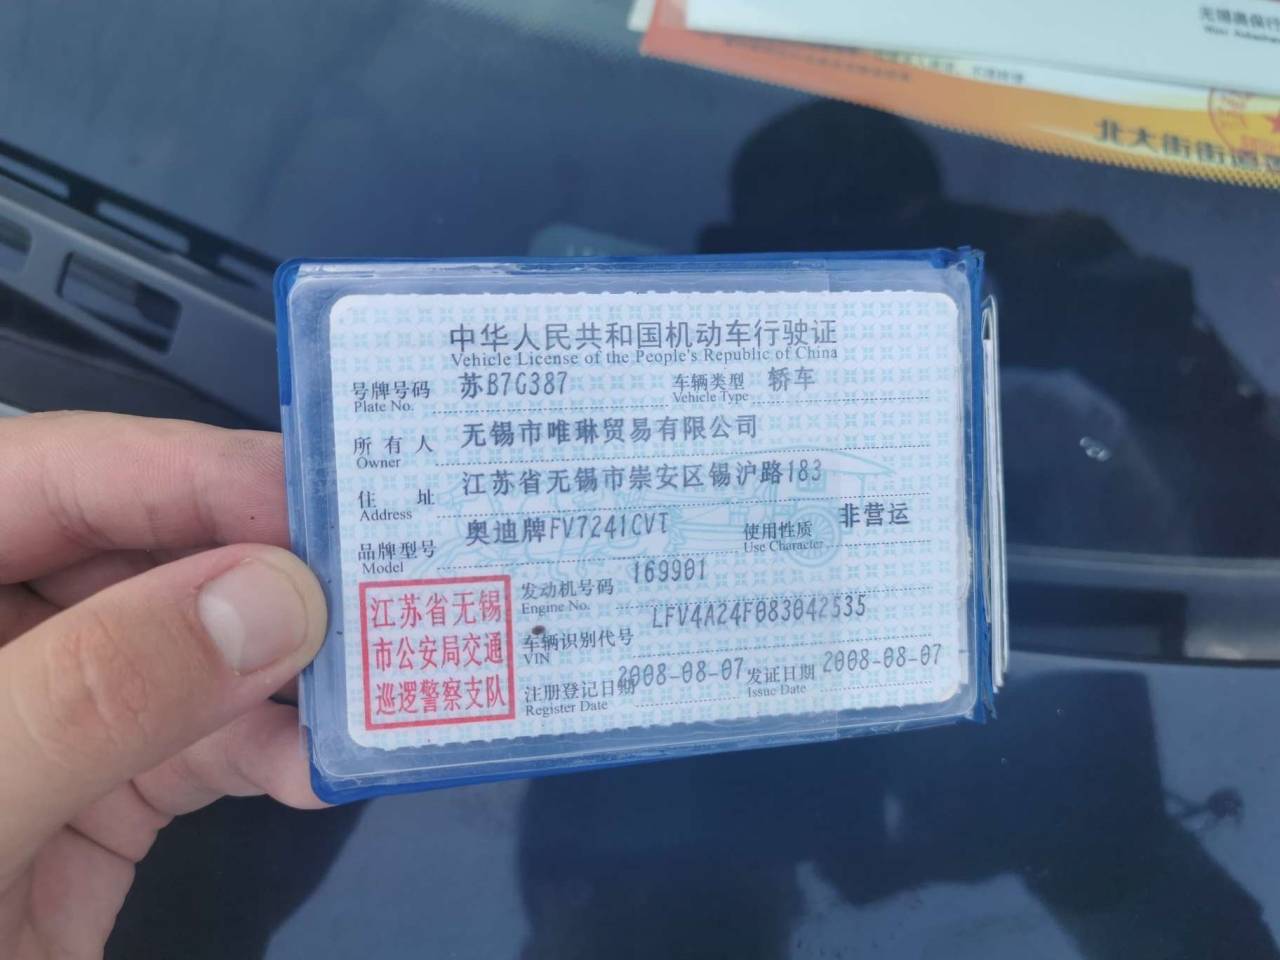 北大街街道
中华人民共和国机动车行驶证
Vehicle License of the People's Republic of China
号牌号码 苏B7G387 车辆类型 轿车
Plate No. Vehicle Type
所有人 无锡市唯琳贸易有限公司
Owner
住址 江苏省无锡市崇安区锡沪路183
Address
品牌型号 奥迪牌FV7241CVT 使用性质 非营运
Model Use Character
江苏省无锡
市公安局交通
巡逻警察支队
发动机号码 169901
Engine No.
车辆识别代号 LFV4A24F083042535
VIN
注册登记日期 2008-08-07 发证日期 2008-08-07
Register Date Issue Date